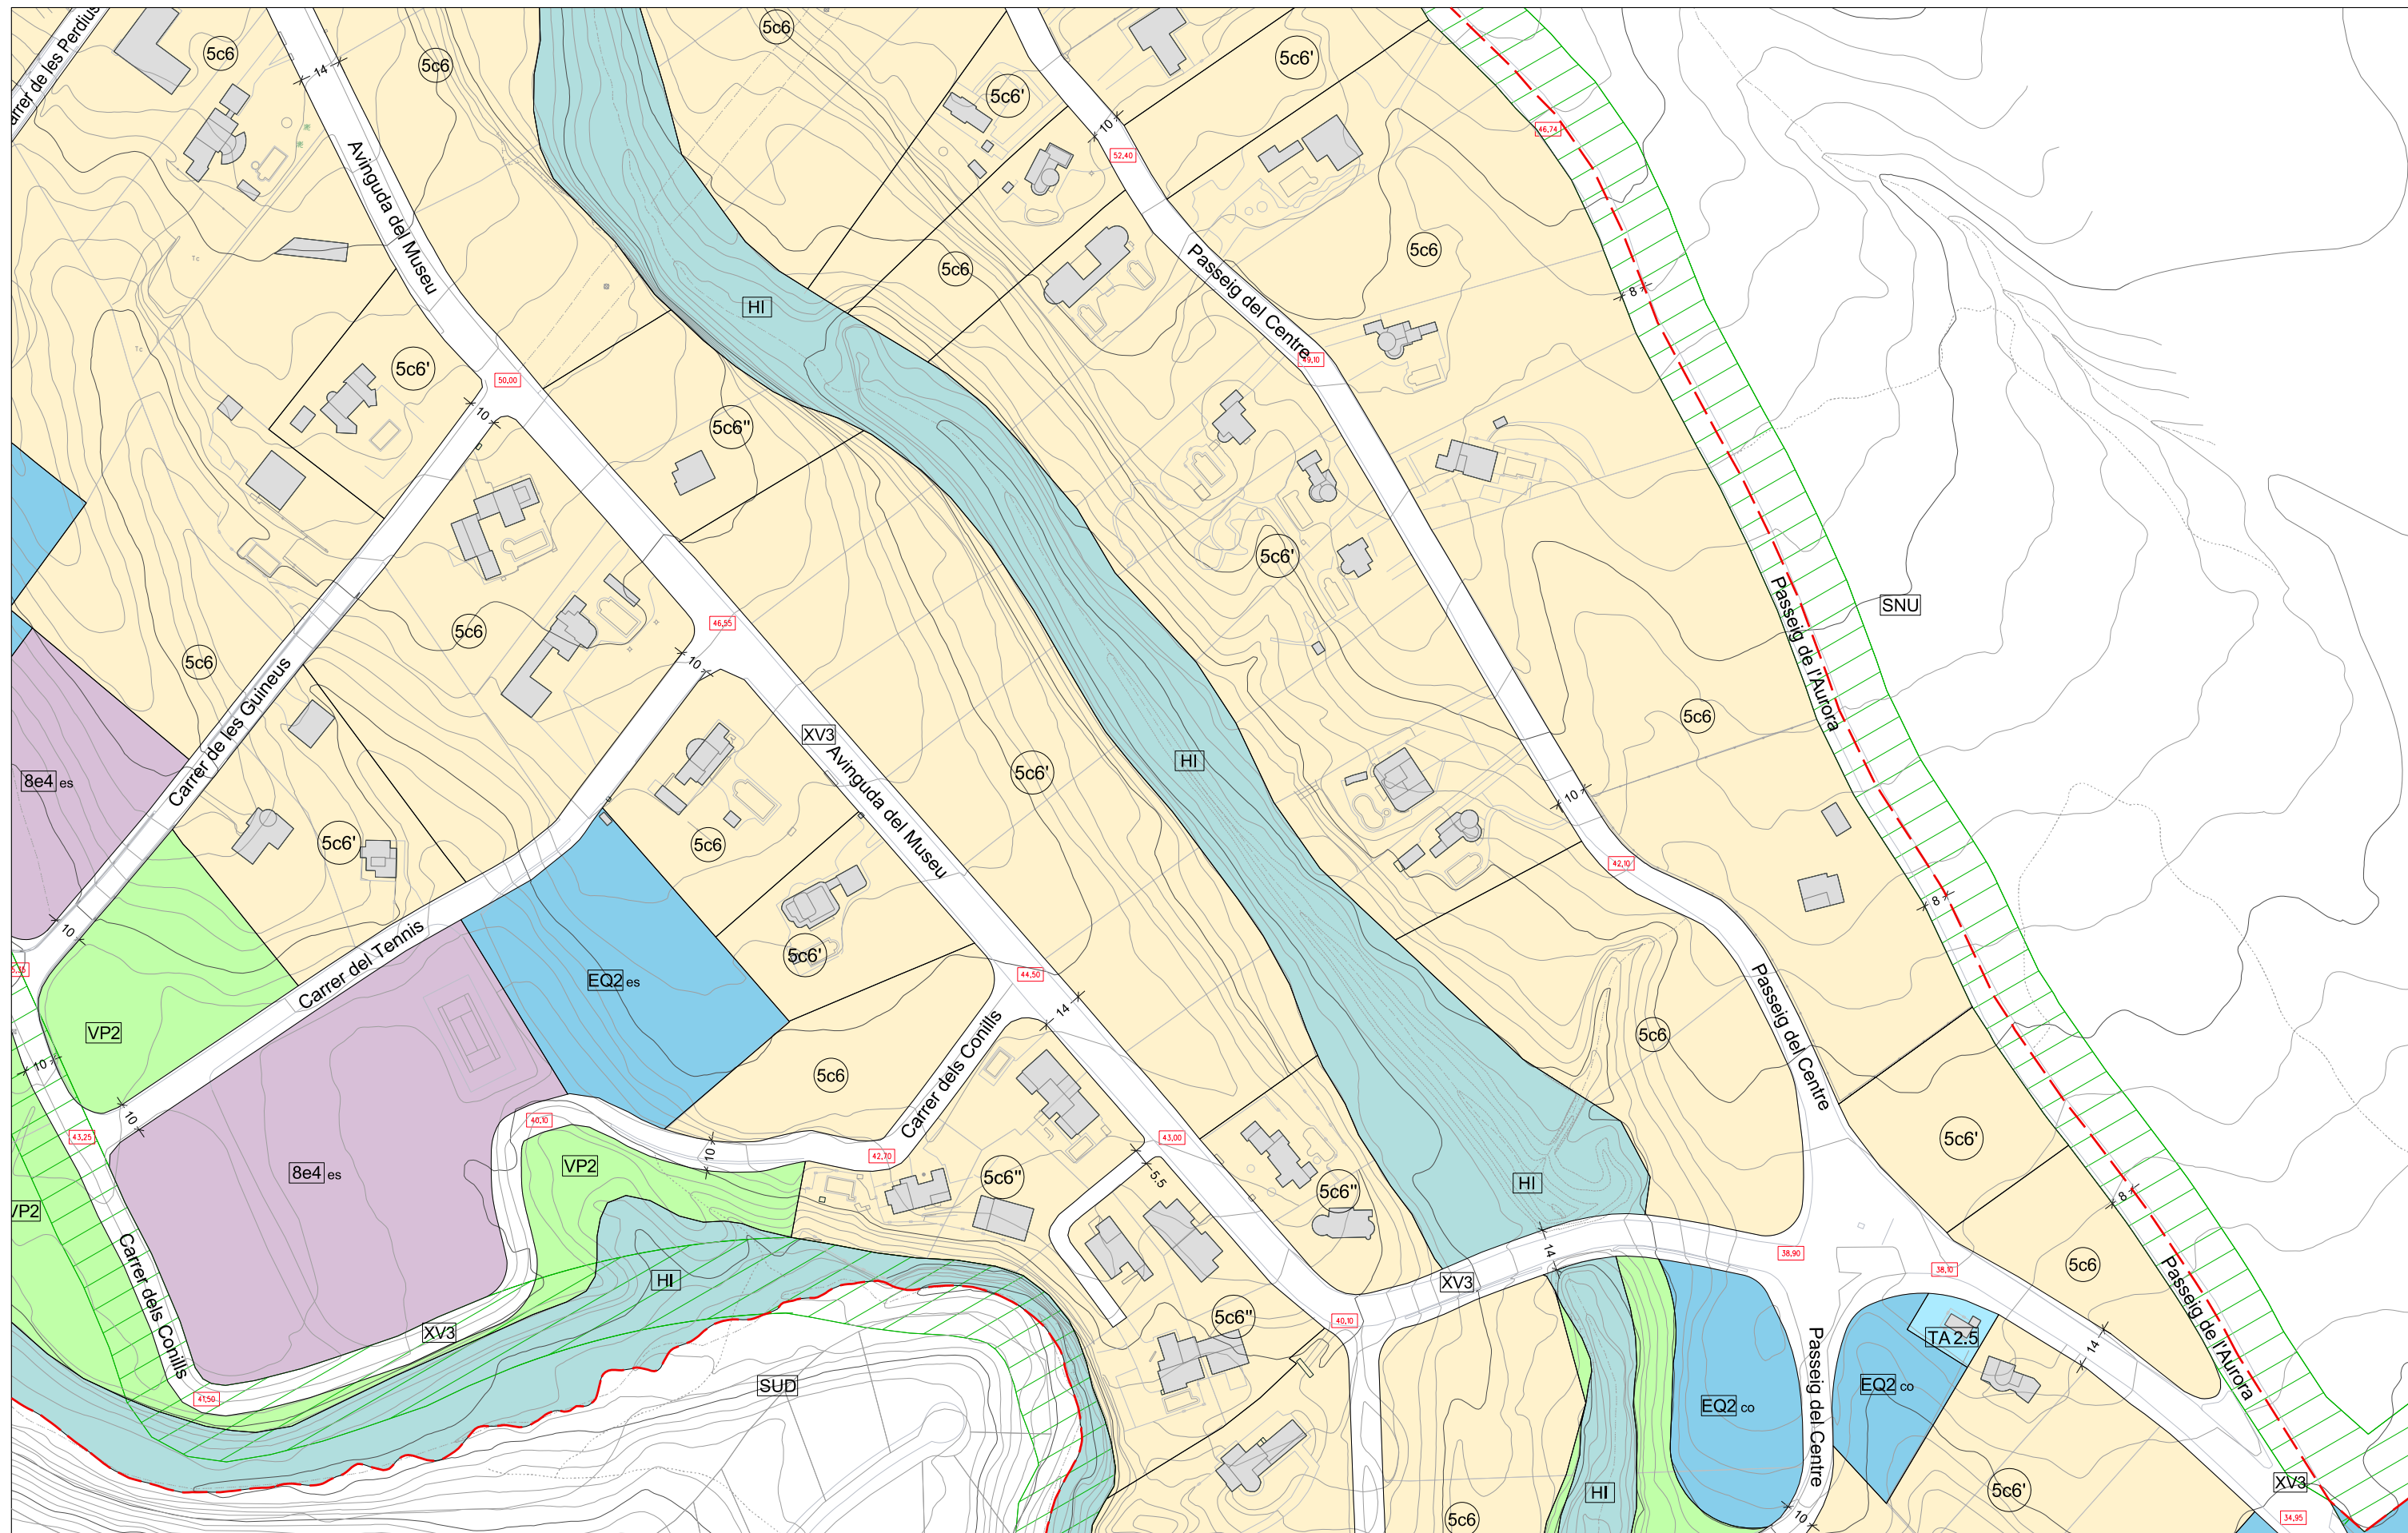 5c6
5c6
5c6
5c6'
5c6'
14
10
52,40
46,74
Avinguda del Museu
5c6
5c6
Passeig del Centre
Tc
Tc
HI
8
49,10
5c6'
50,00
10
5c6"
5c6'
Passeig de l'Aurora
SNU
46,55
5c6
5c6
10
Carrer de les Guineus
XV3
5c6
HI
5c6'
8e4 es
Avinguda del Museu
10
5c6'
5c6
42,10
8
10
Carrer del Tennis
5c6'
EQ2 es
44,50
14
Passeig del Centre
VP2
5c6
5c6
Carrer dels Conills
10
10
40,10
43,25
43,00
5c6'
10
42,70
VP2
8e4 es
5c6"
5.5
5c6"
HI
8
VP2
Carrer dels Conills
14
38,90
38,10
5c6
Passeig de l'Aurora
HI
XV3
XV3
5c6"
40,10
TA 2.5
14
Passeig del Centre
SUD
41,50
EQ2 co
EQ2 co
HI
5c6
XV3
5c6'
10
34,95